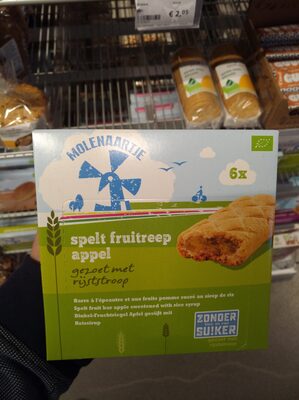 € 2,05
MOLENAARTJE
6x
spelt fruitreep
appel
gezoet met
rijststroop
Barre à l'épeautre et aux fruits pomme sucré au sirop de riz
Spelt fruit bar apple sweetened with rice syrup
Dinkel-Fruchtriegel Apfel gesüßt mit
Reissirup
ZONDER
SUIKER